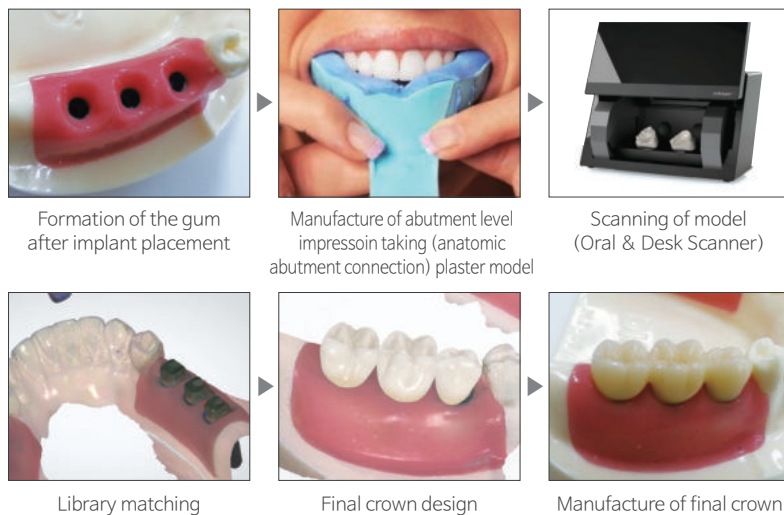 Formation of the gum
after implant placement
Manufacture of abutment level
impressoin taking (anatomic
abutment connection) plaster model
Scanning of model
(Oral & Desk Scanner)
Library matching
Final crown design
Manufacture of final crown